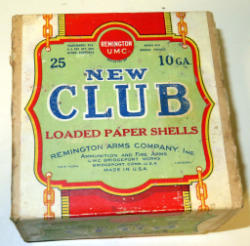 REMINGTON
UMC
25
10 GA.
NEW
CLUB
LOADED PAPER SHELLS
REMINGTON ARMS COMPANY, INC.
AMMUNITION AND FIRE ARMS
UMC BRIDGEPORT WORKS
BRIDGEPORT, CONN. U.S.A.
MADE IN U.S.A.